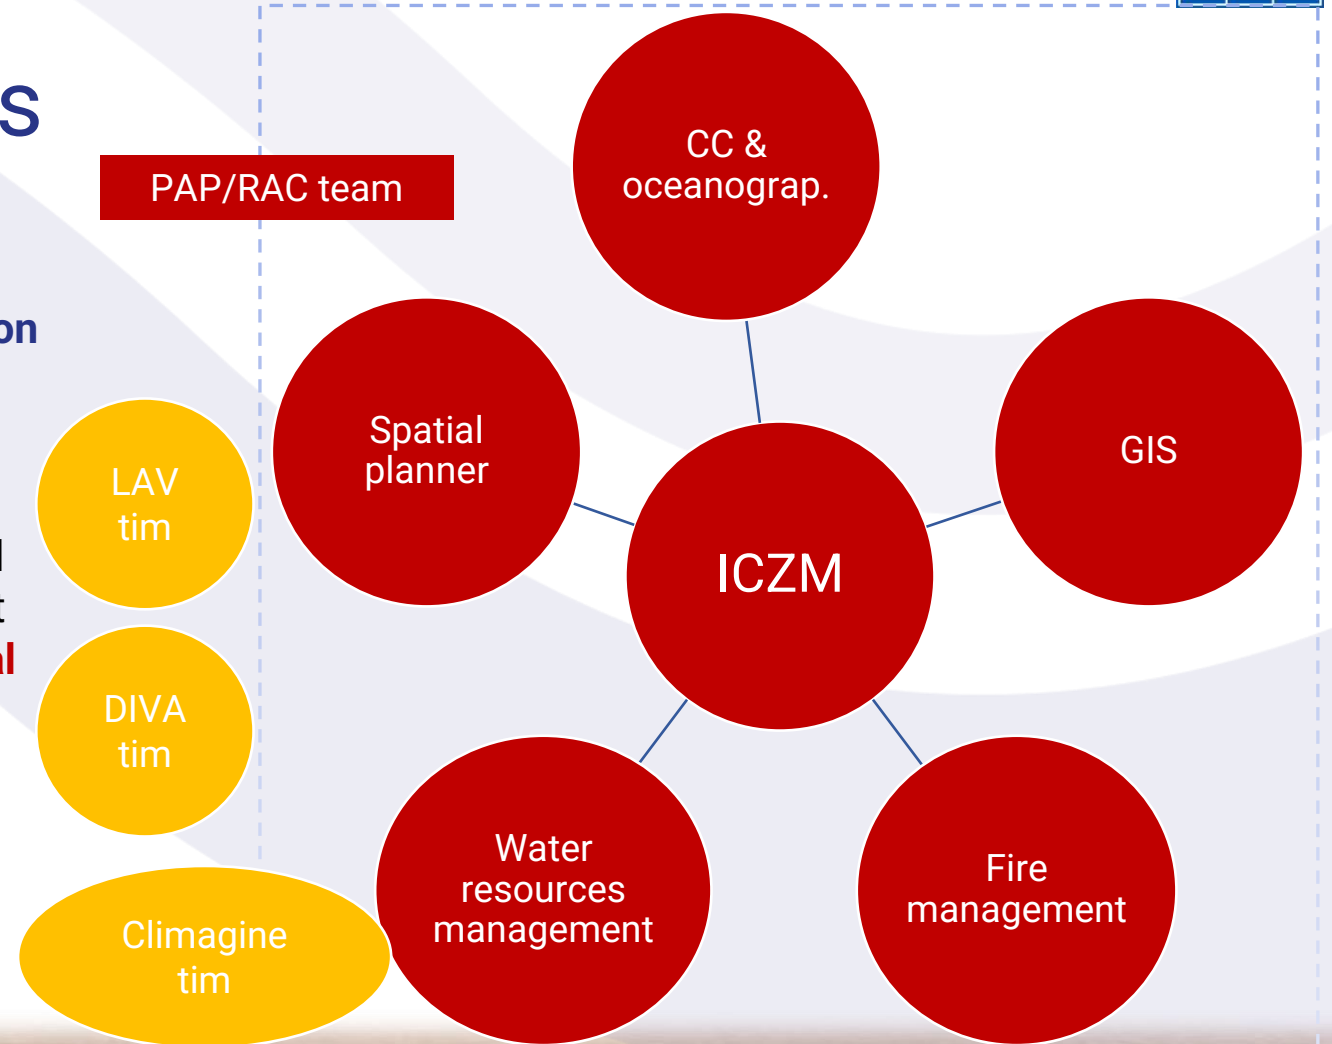 s
PAP/RAC team
on
al
CC &
oceanograp.
Spatial
planner
GIS
ICZM
LAV
tim
DIVA
tim
Water
resources
management
Fire
management
Climagine
tim